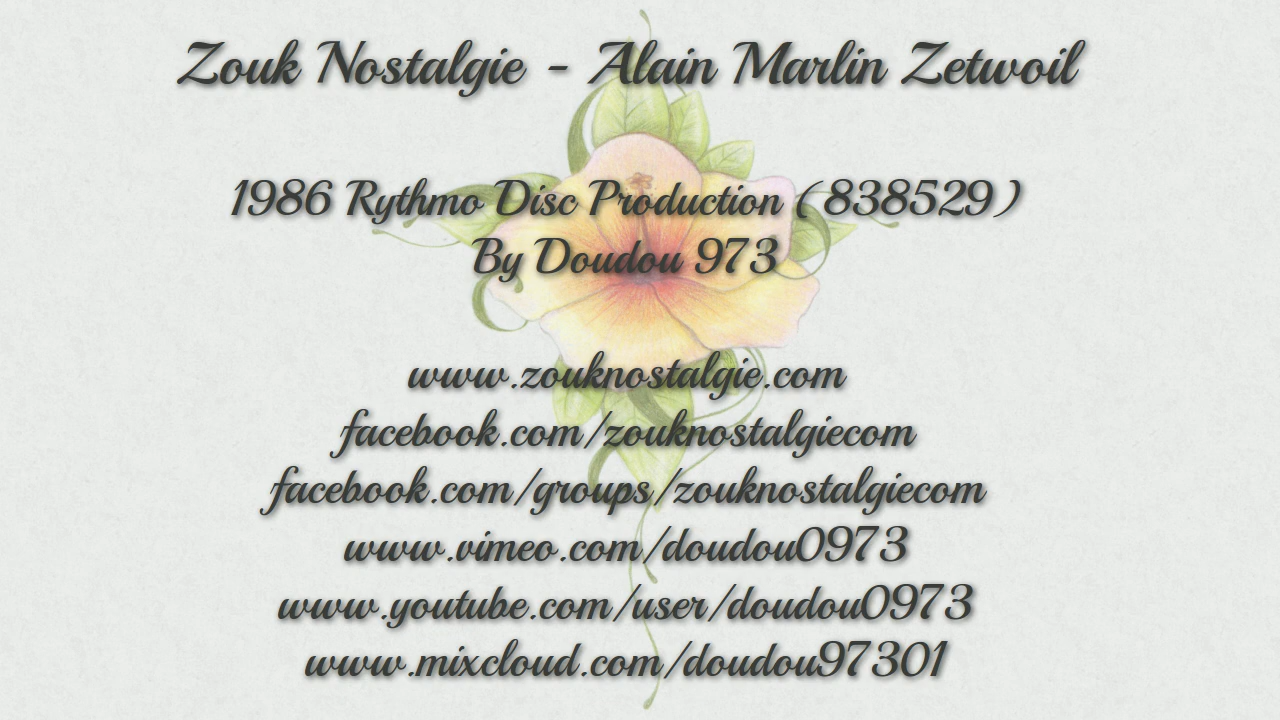 Zouk Nostalgie - Alain Marlin Zetwoil
1986 Rythmo Disc Production ( 838529 )
By Doudou 973
www.zouknostalgie.com
facebook.com/zouknostalgiecom
facebook.com/groups/zouknostalgiecom
www.vimeo.com/doudou0973
www.youtube.com/user/doudou0973
www.mixcloud.com/doudou97301